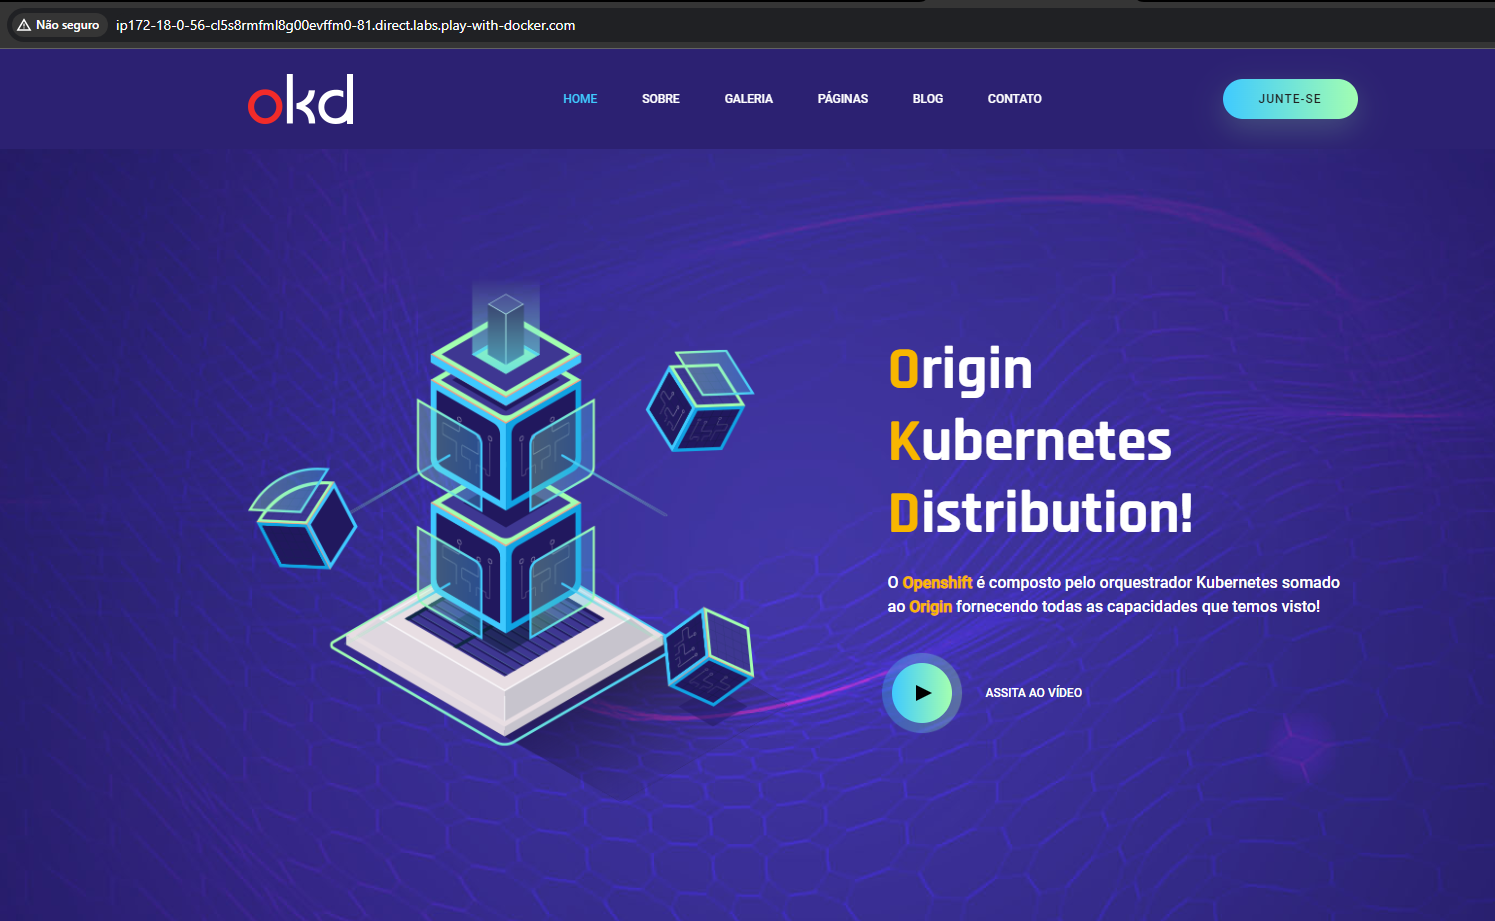 Não seguro
ip172-18-0-56-cl5s8rmfml8g00evffm0-81.direct.labs.play-with-docker.com
okd
HOME SOBRE GALERIA PÁGINAS BLOG CONTATO
JUNTE-SE
Origin
Kubernetes
Distribution!
O Openshift é composto pelo orquestrador Kubernetes somado
ao Origin fornecendo todas as capacidades que temos visto!
ASSITA AO VÍDEO